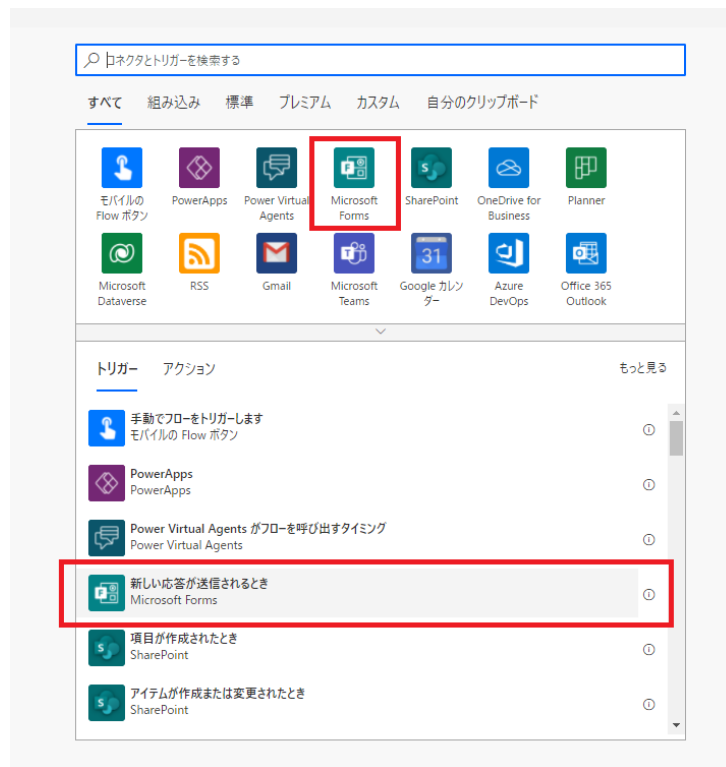 コネクタとトリガーを検索する
すべて 組み込み 標準 プレミアム カスタム 自分のクリップボード
モバイルの Flow ボタン
PowerApps
Power Virtual Agents
Microsoft Forms
SharePoint
OneDrive for Business
Planner
Microsoft Dataverse
RSS
Gmail
Microsoft Teams
31
Google カレンダー
Azure DevOps
Office 365 Outlook
トリガー アクション もっと見る
手動でフローをトリガーします
モバイルの Flow ボタン
PowerApps
PowerApps
Power Virtual Agents がフローを呼び出すタイミング
Power Virtual Agents
新しい応答が送信されるとき
Microsoft Forms
項目が作成されたとき
SharePoint
アイテムが作成または変更されたとき
SharePoint